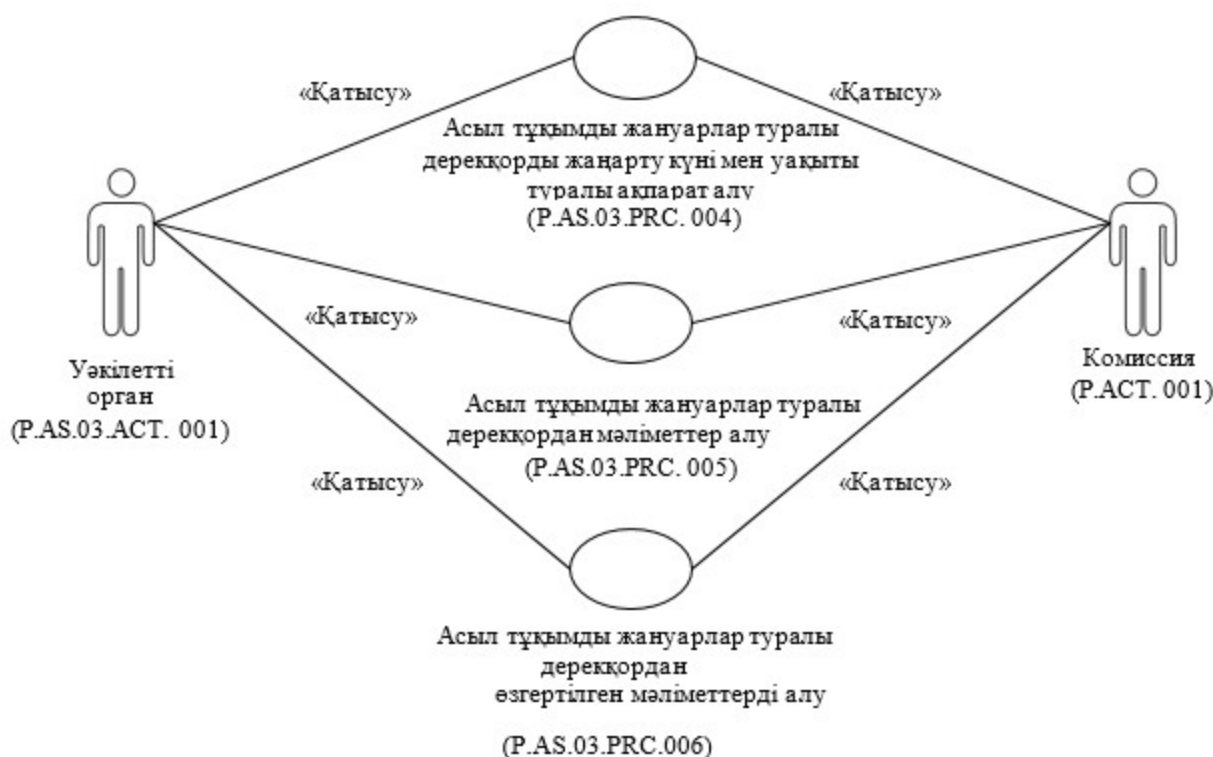 «Қатысу»
«Қатысу»
Асыл тұқымды жануарлар туралы
дерекқорды жаңарту күні мен уақыты
туралы ақпарат алу
(P.AS.03.PRC. 004)
«Қатысу»
«Қатысу»
Уәкілетті
орган
(P.AS.03.ACT. 001)
Комиссия
(P.ACT. 001)
Асыл тұқымды жануарлар туралы
дерекқордан мәліметтер алу
(P.AS.03.PRC. 005)
«Қатысу»
«Қатысу»
Асыл тұқымды жануарлар туралы
дерекқордан
өзгертілген мәліметтерді алу
(P.AS.03.PRC.006)